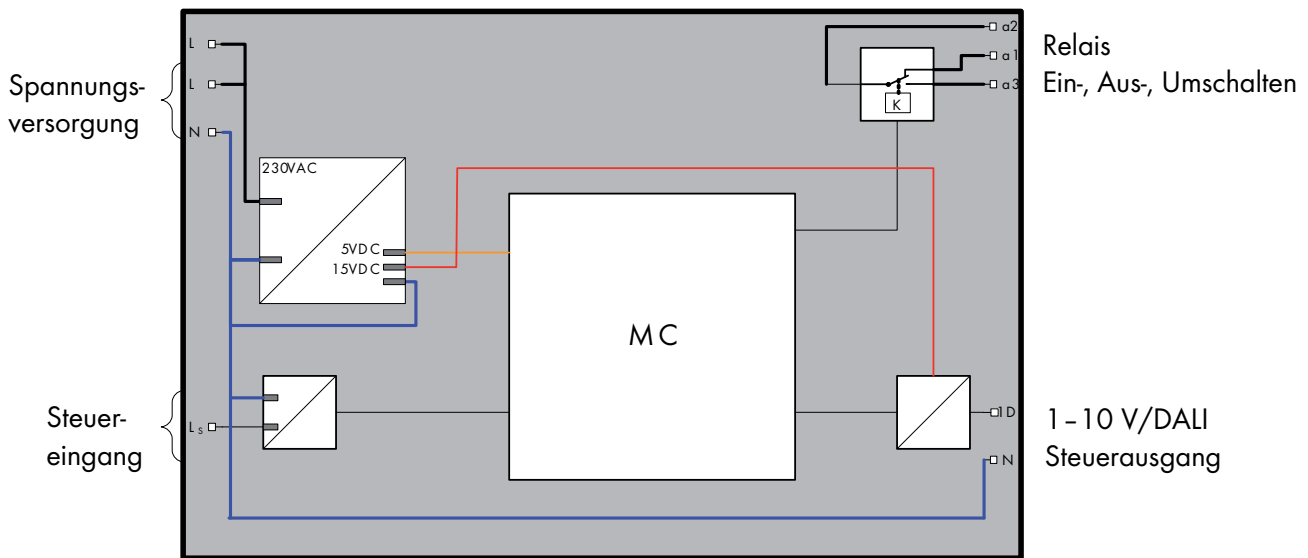 Spannungs-
versorgung
L
L
N
230VAC
5VDC
15VDC
MC
K
a2
a1
a3
Relais
Ein-, Aus-, Umschalten
Steuer-
eingang
Ls
1D
N
1–10 V/DALI
Steuerausgang